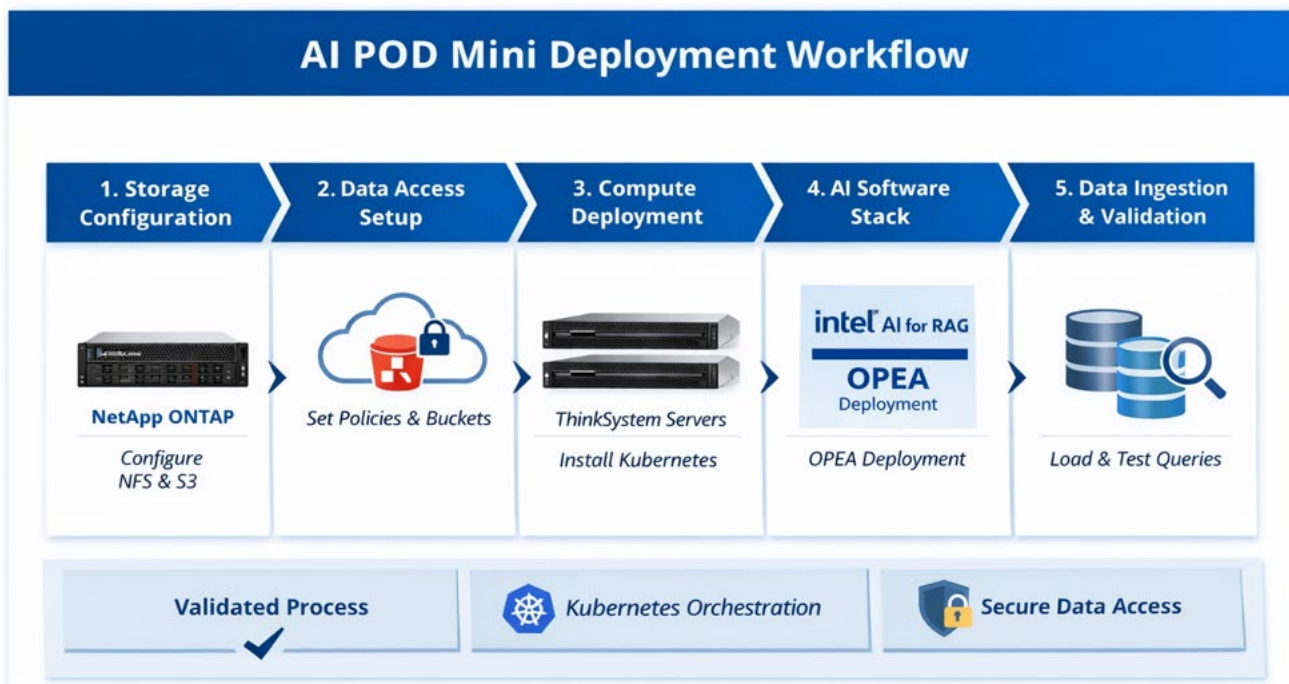 AI POD Mini Deployment Workflow
1. Storage
Configuration
2. Data Access
Setup
3. Compute
Deployment
4. AI Software
Stack
5. Data Ingestion
& Validation
NetApp ONTAP
Configure
NFS & S3
Set Policies & Buckets
ThinkSystem Servers
Install Kubernetes
intel AI for RAG
OPEA
Deployment
OPEA Deployment
Load & Test Queries
Validated Process
Kubernetes Orchestration
Secure Data Access